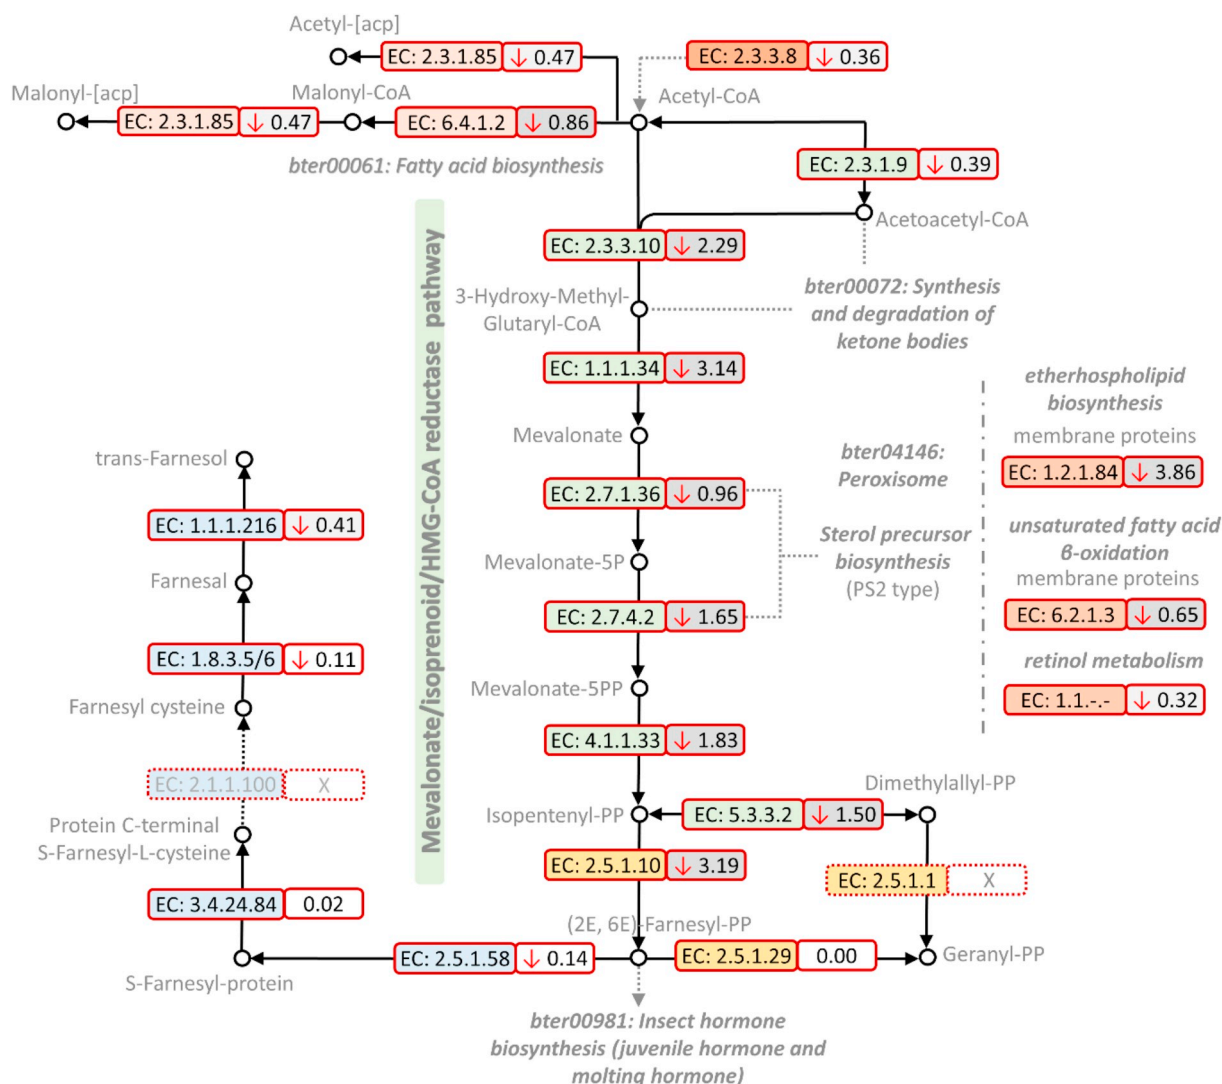 Acetyl-[acp]
EC: 2.3.1.85 ↓ 0.47
EC: 2.3.3.8 ↓ 0.36
Malonyl-[acp]
Malonyl-CoA
Acetyl-CoA
EC: 2.3.1.85 ↓ 0.47
EC: 6.4.1.2 ↓ 0.86
bter00061: Fatty acid biosynthesis
EC: 2.3.1.9 ↓ 0.39
Acetoacetyl-CoA
EC: 2.3.3.10 ↓ 2.29
3-Hydroxy-Methyl-
Glutaryl-CoA
bter00072: Synthesis
and degradation of
ketone bodies
EC: 1.1.1.34 ↓ 3.14
Mevalonate/isoprenoid/HMG-CoA reductase pathway
Mevalonate
EC: 2.7.1.36 ↓ 0.96
Mevalonate-5P
EC: 2.7.4.2 ↓ 1.65
Mevalonate-5PP
EC: 4.1.1.33 ↓ 1.83
bter04146:
Peroxisome
Sterol precursor
biosynthesis
(PS2 type)
etherhospholipid
biosynthesis
membrane proteins
EC: 1.2.1.84 ↓ 3.86
unsaturated fatty acid
β-oxidation
membrane proteins
EC: 6.2.1.3 ↓ 0.65
retinol metabolism
EC: 1.1.-.- ↓ 0.32
trans-Farnesol
EC: 1.1.1.216 ↓ 0.41
Farnesal
EC: 1.8.3.5/6 ↓ 0.11
Farnesyl cysteine
EC: 2.1.1.100 X
Protein C-terminal
S-Farnesyl-L-cysteine
EC: 3.4.24.84 0.02
S-Farnesyl-protein
Isopentenyl-PP
EC: 5.3.3.2 ↓ 1.50
Dimethylallyl-PP
EC: 2.5.1.10 ↓ 3.19
EC: 2.5.1.1 X
(2E, 6E)-Farnesyl-PP
EC: 2.5.1.58 ↓ 0.14
EC: 2.5.1.29 0.00
Geranyl-PP
bter00981: Insect hormone
biosynthesis (juvenile hormone and
molting hormone)